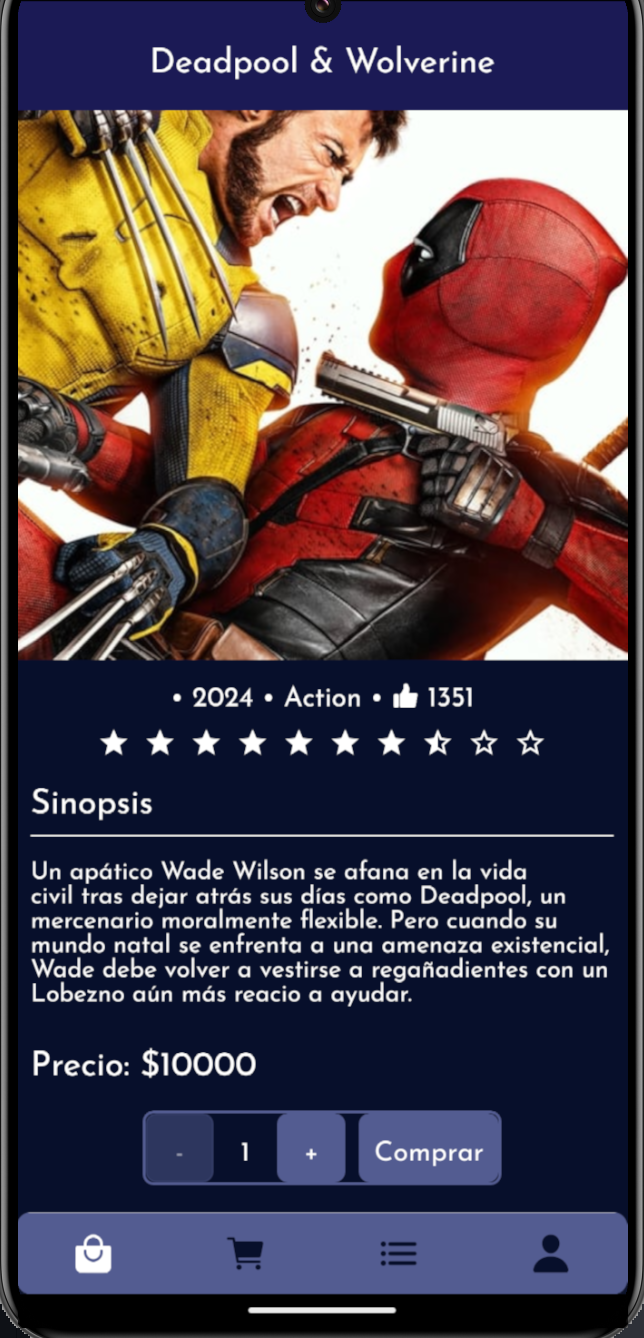 Deadpool & Wolverine
• 2024 • Action • 1351
Sinopsis
Un apático Wade Wilson se afana en la vida
civil tras dejar atrás sus días como Deadpool, un
mercenario moralmente flexible. Pero cuando su
mundo natal se enfrenta a una amenaza existencial,
Wade debe volver a vestirse a regañadientes con un
Lobezno aún más reacio a ayudar.
Precio: $10000
- 1 + Comprar